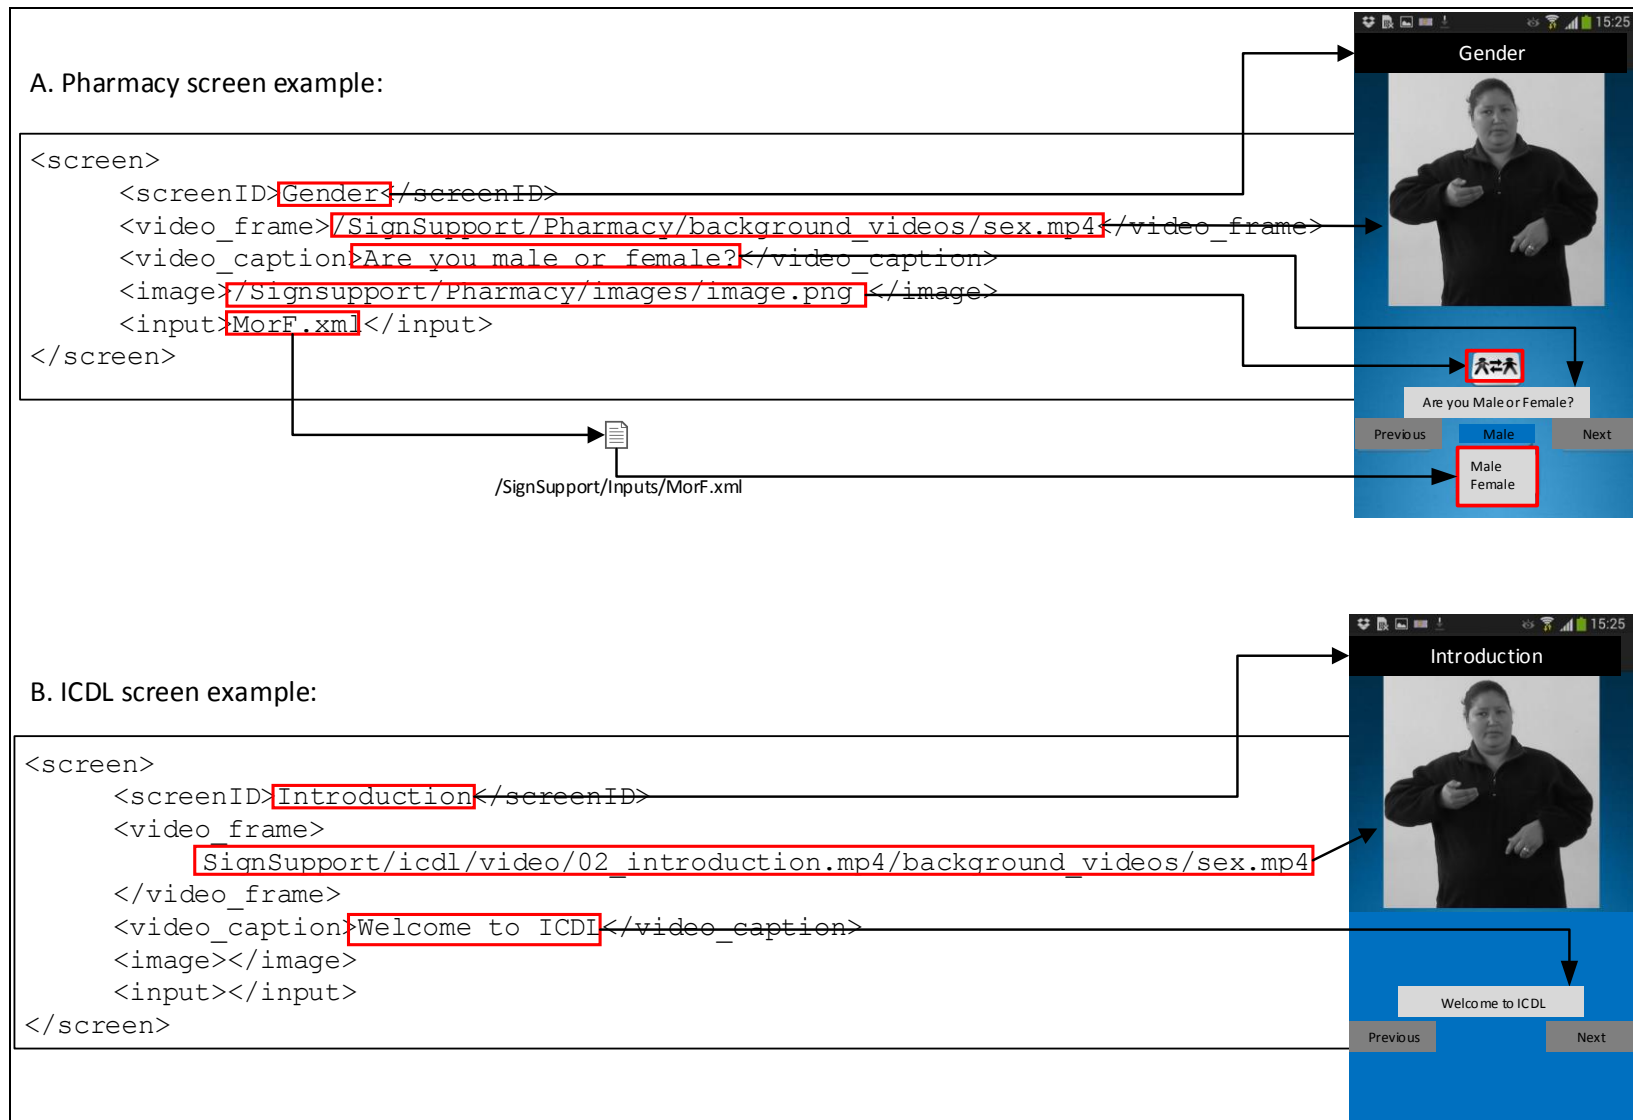 15:25
Gender
A. Pharmacy screen example:
<screen>
<screenID>Gender</screenID>
<video_frame>/SignSupport/Pharmacy/background_videos/sex.mp4</video_frame>
<video_caption>Are you male or female?</video_caption>
<image>/Signsupport/Pharmacy/images/image.png </image>
<input>MorF.xml</input>
</screen>
Are you Male or Female?
Previous Male Next
Male
Female
/SignSupport/Inputs/MorF.xml
15:25
Introduction
B. ICDL screen example:
<screen>
<screenID>Introduction</screenID>
<video_frame>
SignSupport/icdl/video/02_introduction.mp4/background_videos/sex.mp4
</video_frame>
<video_caption>Welcome to ICDL</video_caption>
<image></image>
<input></input>
</screen>
Welcome to ICDL
Previous Next